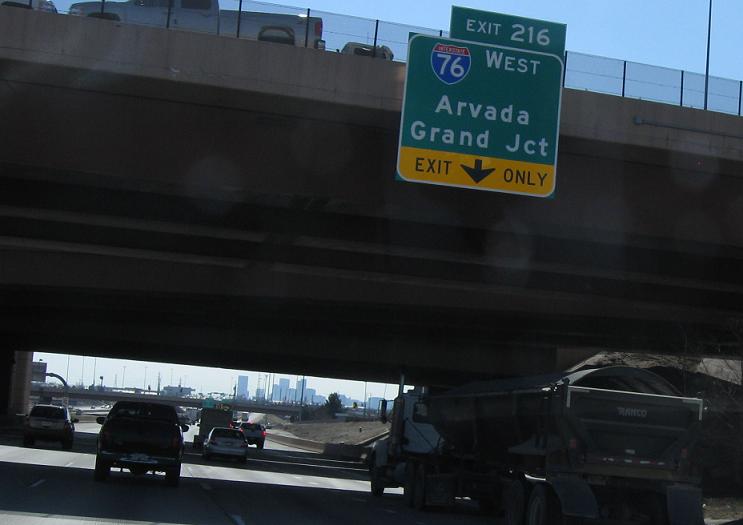 EXIT 216
INTERSTATE
76 WEST
Arvada
Grand Jct
EXIT ONLY
RANCO